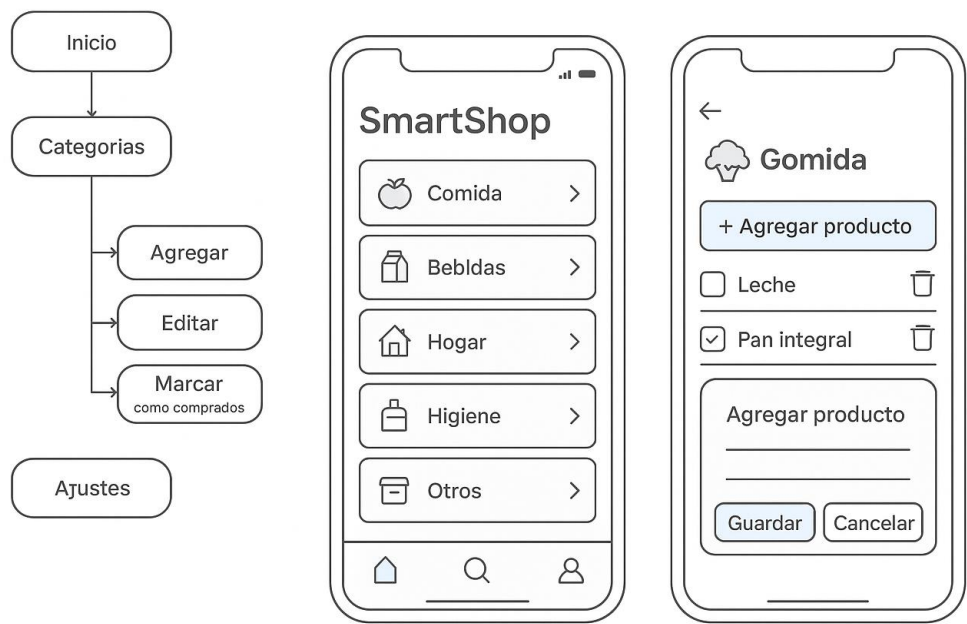 Inicio
Categorias
Agregar
Editar
Marcar
como comprados
Ajustes
SmartShop
Comida
Bebldas
Hogar
Higiene
Otros
Gomida
+ Agregar producto
Leche
Pan integral
Agregar producto
Guardar
Cancelar